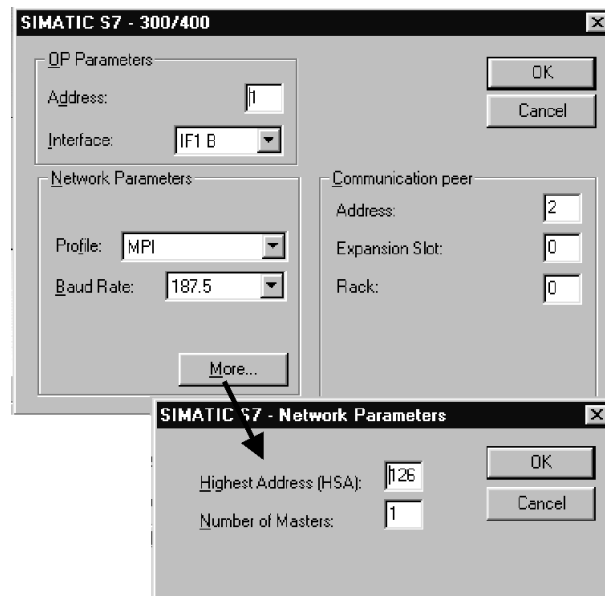 SIMATIC S7 - 300/400
OP Parameters
Address: 1
Interface: IF1 B
OK
Cancel
Network Parameters
Profile: MPI
Baud Rate: 187.5
More...
Communication peer
Address: 2
Expansion Slot: 0
Rack: 0
SIMATIC S7 - Network Parameters
Highest Address (HSA): 126
Number of Masters: 1
OK
Cancel